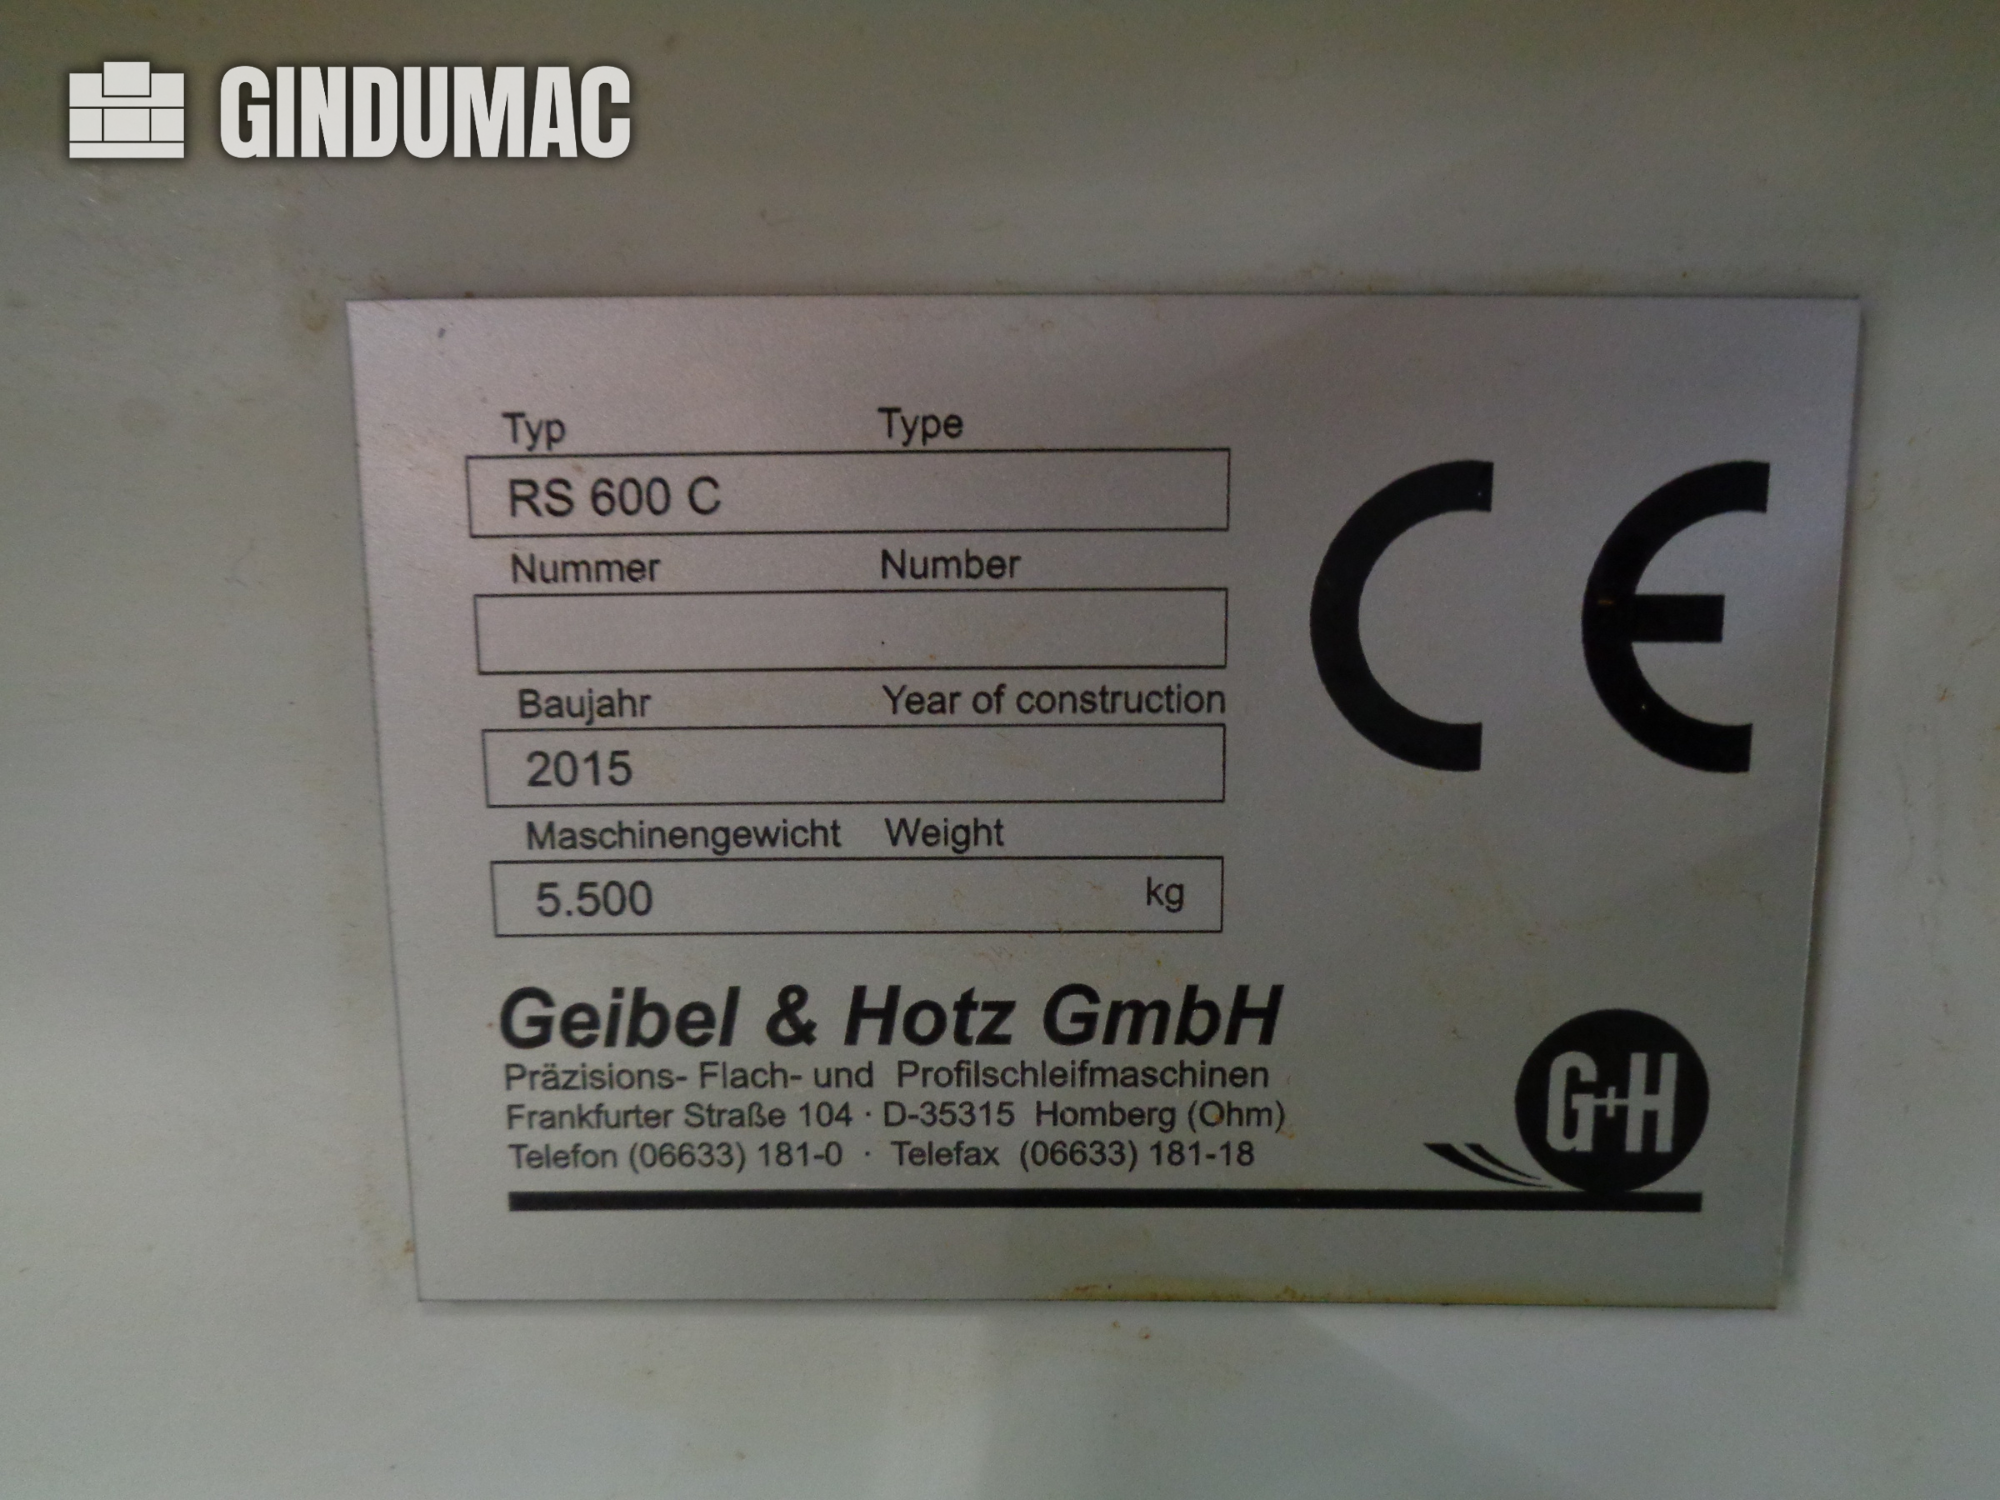 GINDUMAC
Typ Type
RS 600 C
Nummer Number
Baujahr Year of construction
2015
Maschinengewicht Weight
5.500 kg
CE
Geibel & Hotz GmbH
Präzisions- Flach- und Profilschleifmaschinen
Frankfurter Straße 104 · D-35315 Homberg (Ohm)
Telefon (06633) 181-0 · Telefax (06633) 181-18
G+H